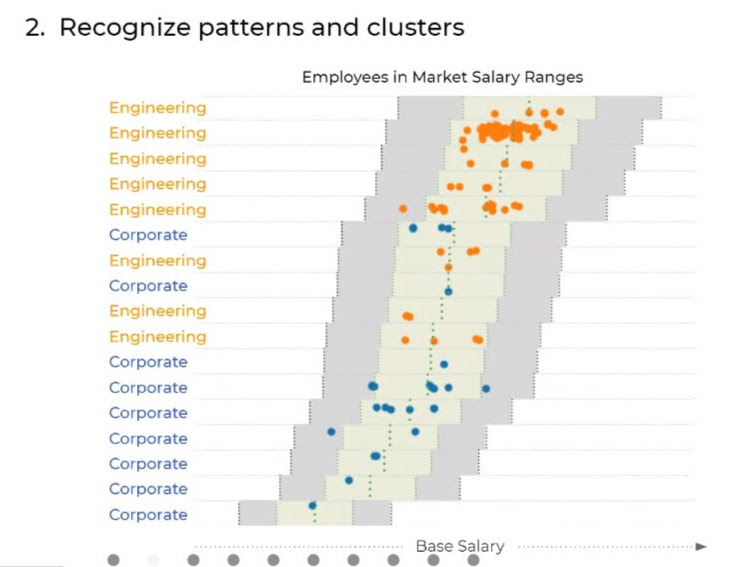 2. Recognize patterns and clusters
Employees in Market Salary Ranges
Engineering
Engineering
Engineering
Engineering
Engineering
Corporate
Engineering
Corporate
Engineering
Engineering
Corporate
Corporate
Corporate
Corporate
Corporate
Corporate
Corporate
Base Salary